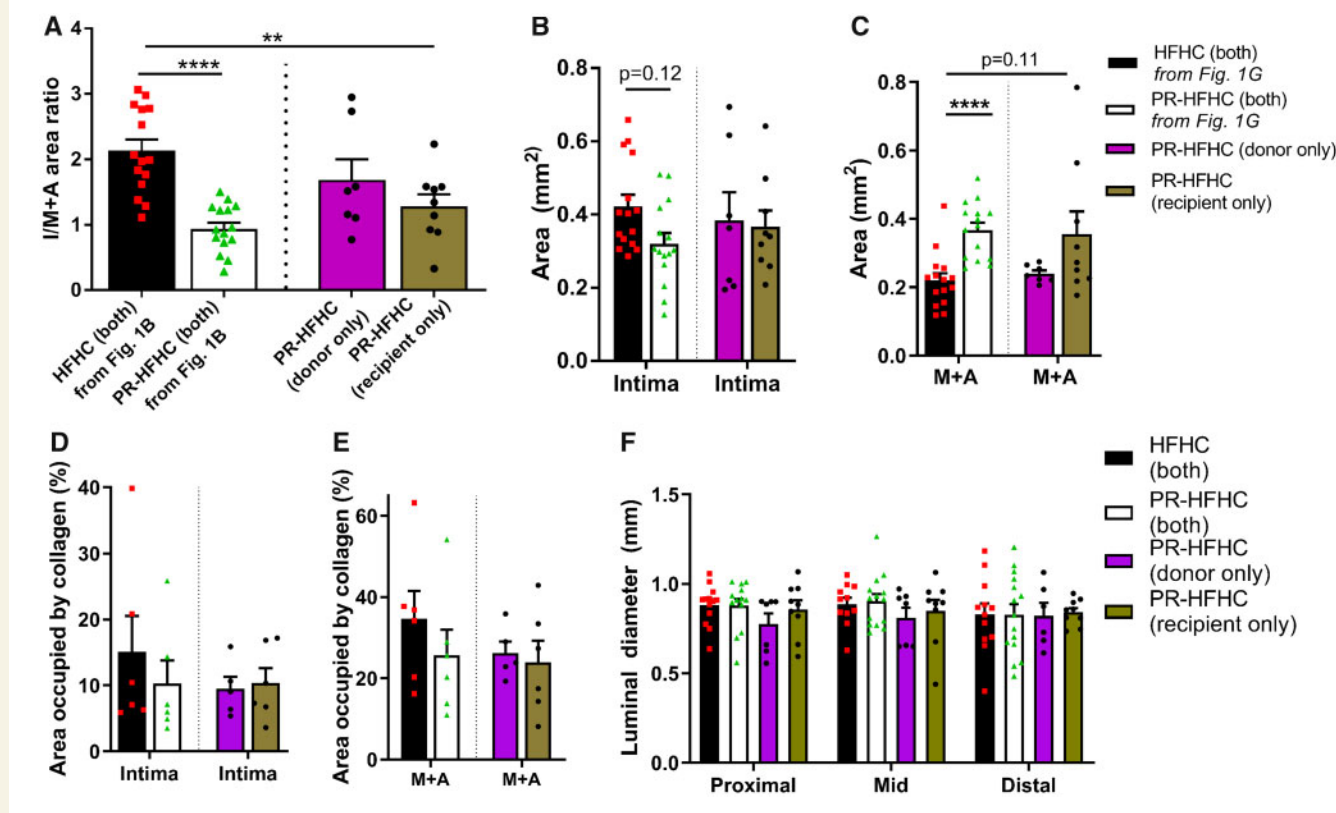 A
I/M+A area ratio
4
3
2
1
0
**
****
HFHC (both)
from Fig. 1B
PR-HFHC (both)
from Fig. 1B
PR-HFHC
(donor only)
PR-HFHC
(recipient only)
B
Area (mm2)
0.8
0.6
0.4
0.2
0.0
p=0.12
Intima
Intima
C
Area (mm2)
0.8
0.6
0.4
0.2
0.0
p=0.11
****
M+A
M+A
HFHC (both)
from Fig. 1G
PR-HFHC (both)
from Fig. 1G
PR-HFHC (donor only)
PR-HFHC
(recipient only)
D
Area occupied by collagen (%)
40
30
20
10
0
Intima
Intima
E
Area occupied by collagen (%)
60
40
20
0
M+A
M+A
F
Luminal diameter (mm)
1.5
1.0
0.5
0.0
Proximal
Mid
Distal
HFHC
(both)
PR-HFHC
(both)
PR-HFHC
(donor only)
PR-HFHC
(recipient only)